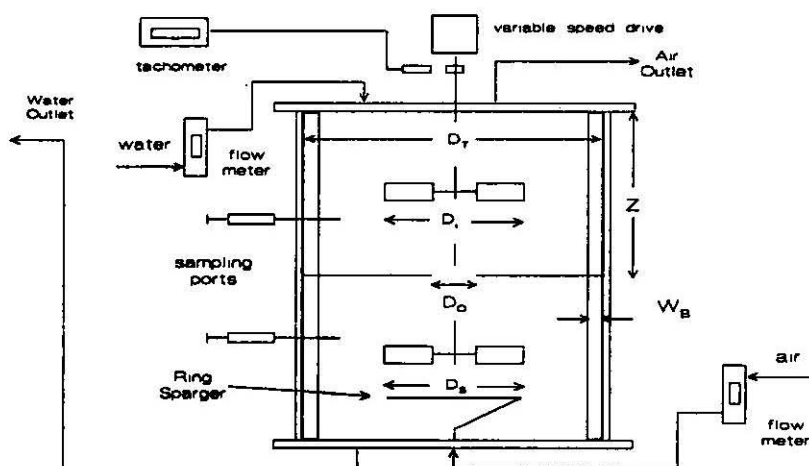 variable speed drive
tachometer
Air
Outlet
Water
Outlet
water
flow
meter
D_T
Z
D_I
sampling
ports
D_O
W_B
Ring
Sparger
D_S
air
flow
meter